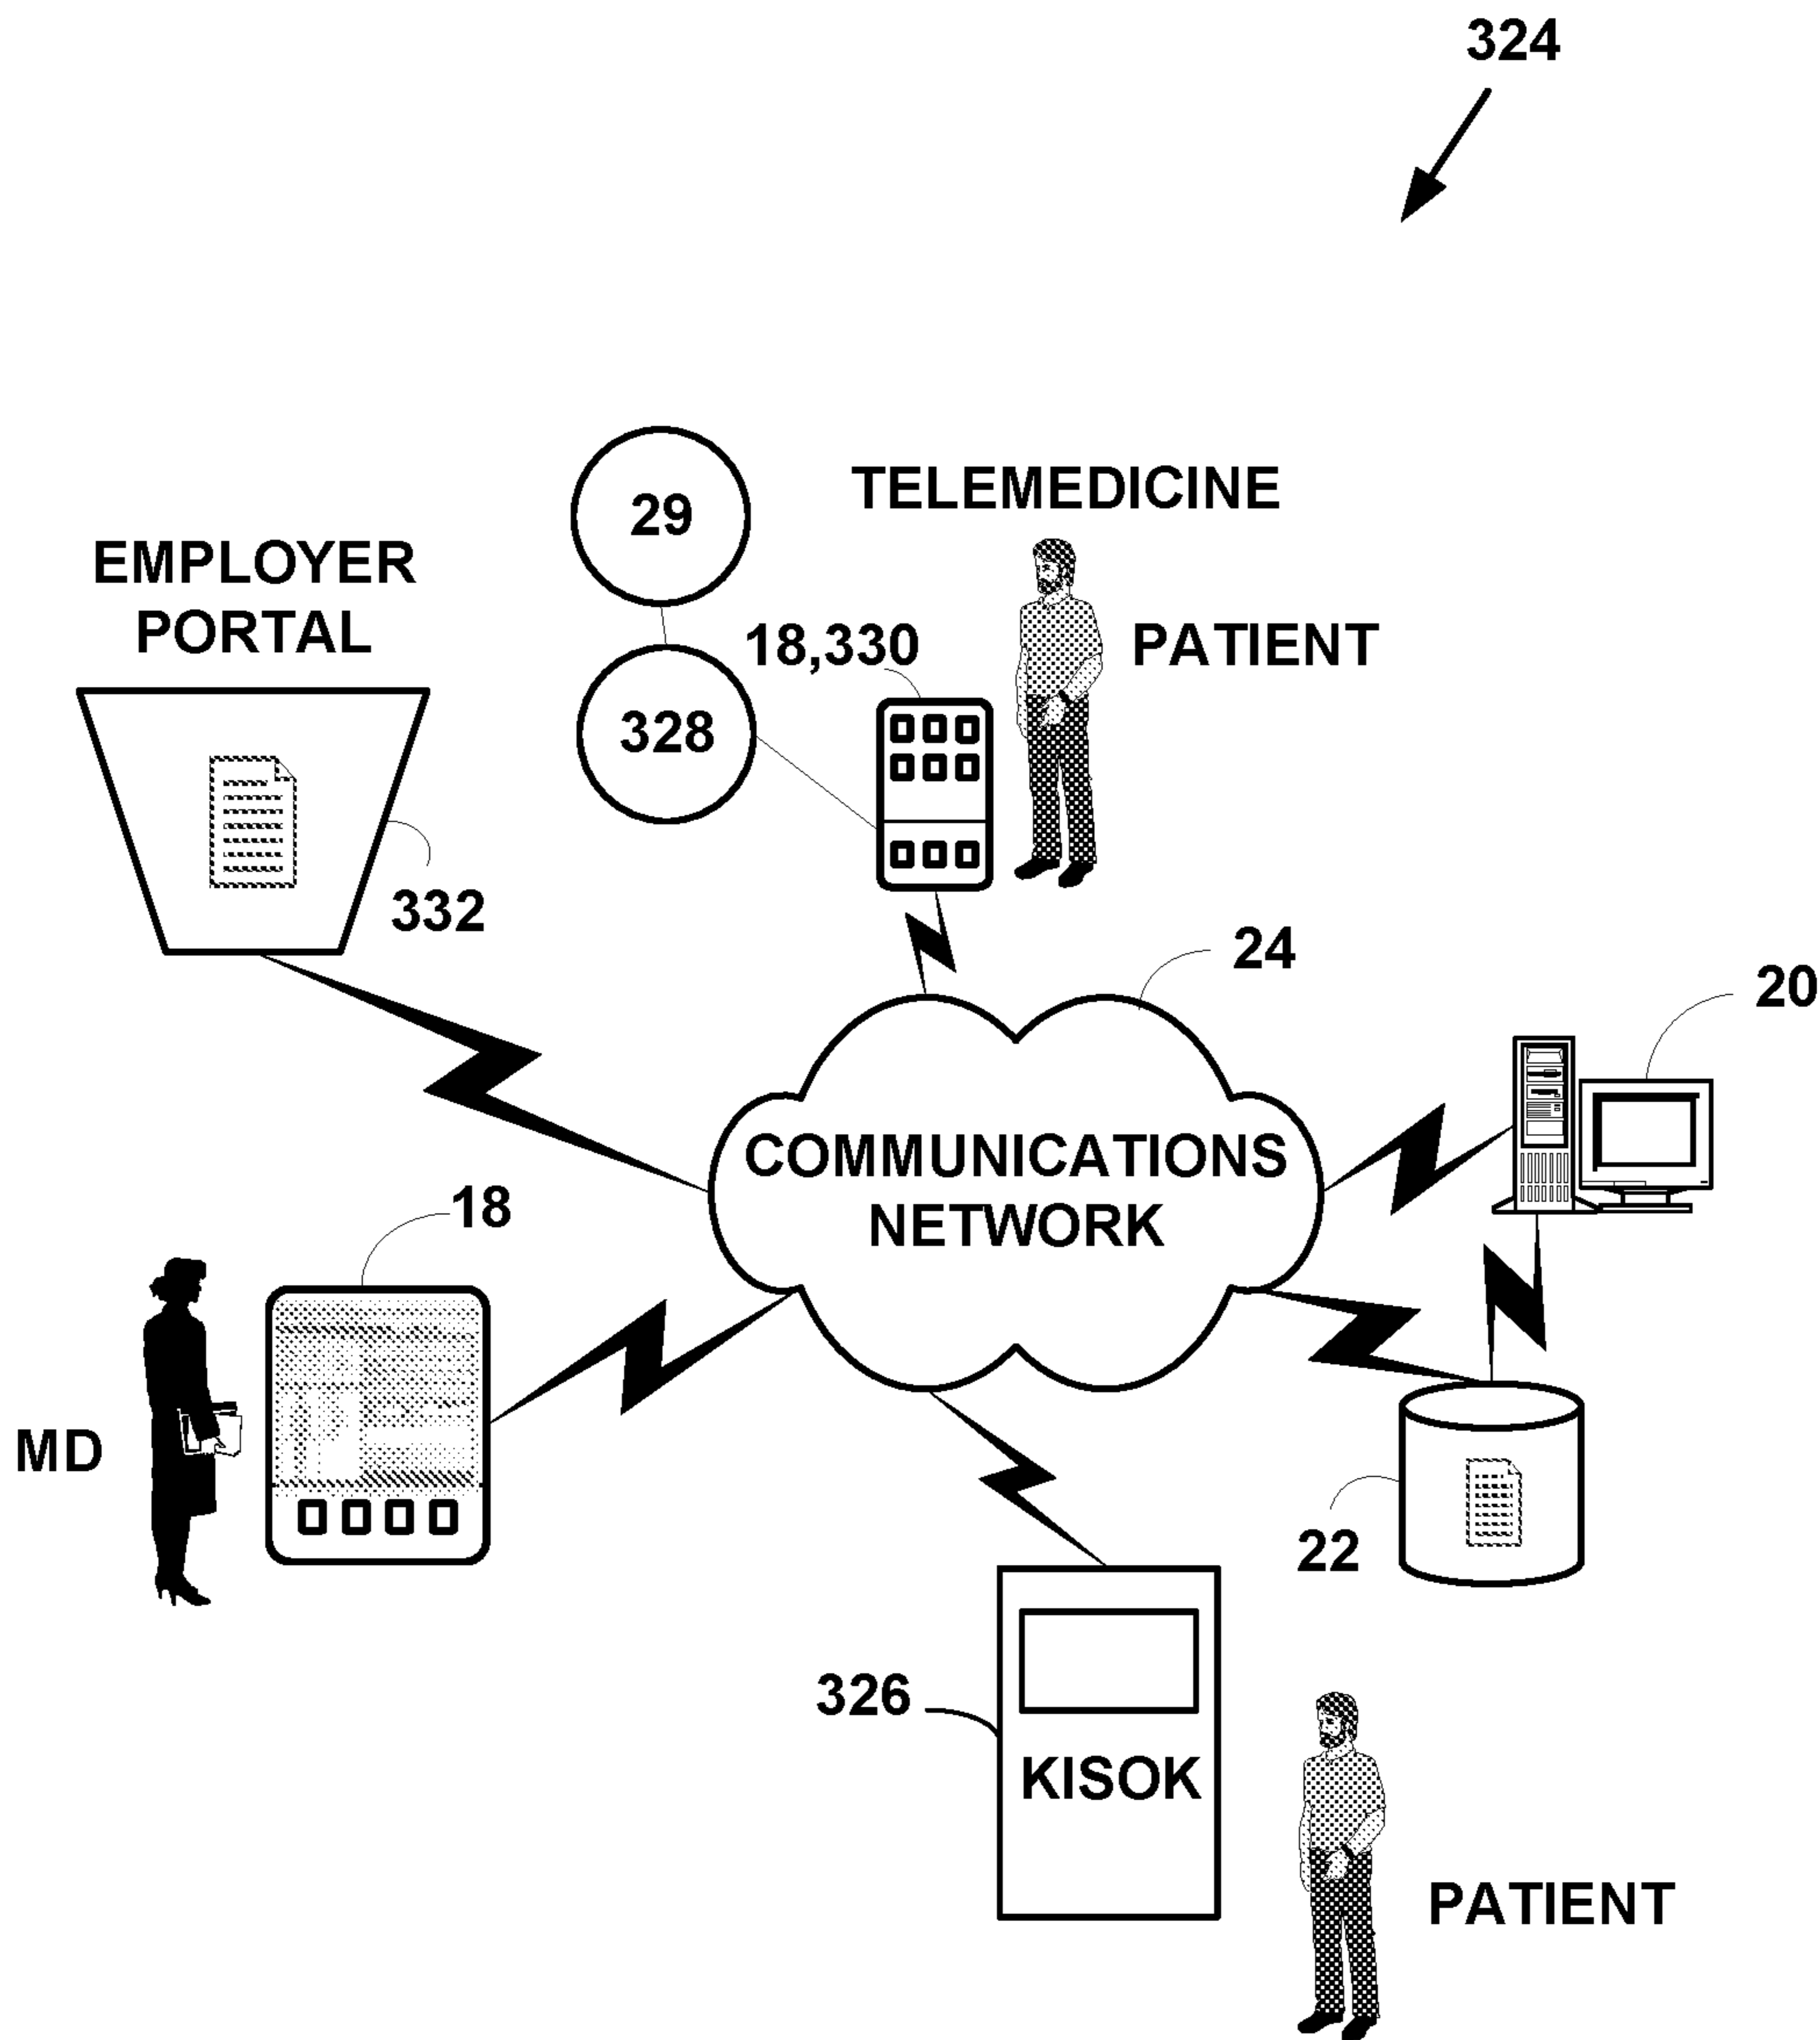 324
29
TELEMEDICINE
EMPLOYER
PORTAL
18,330
PATIENT
328
332
24
20
COMMUNICATIONS
NETWORK
18
MD
22
326
KISOK
PATIENT